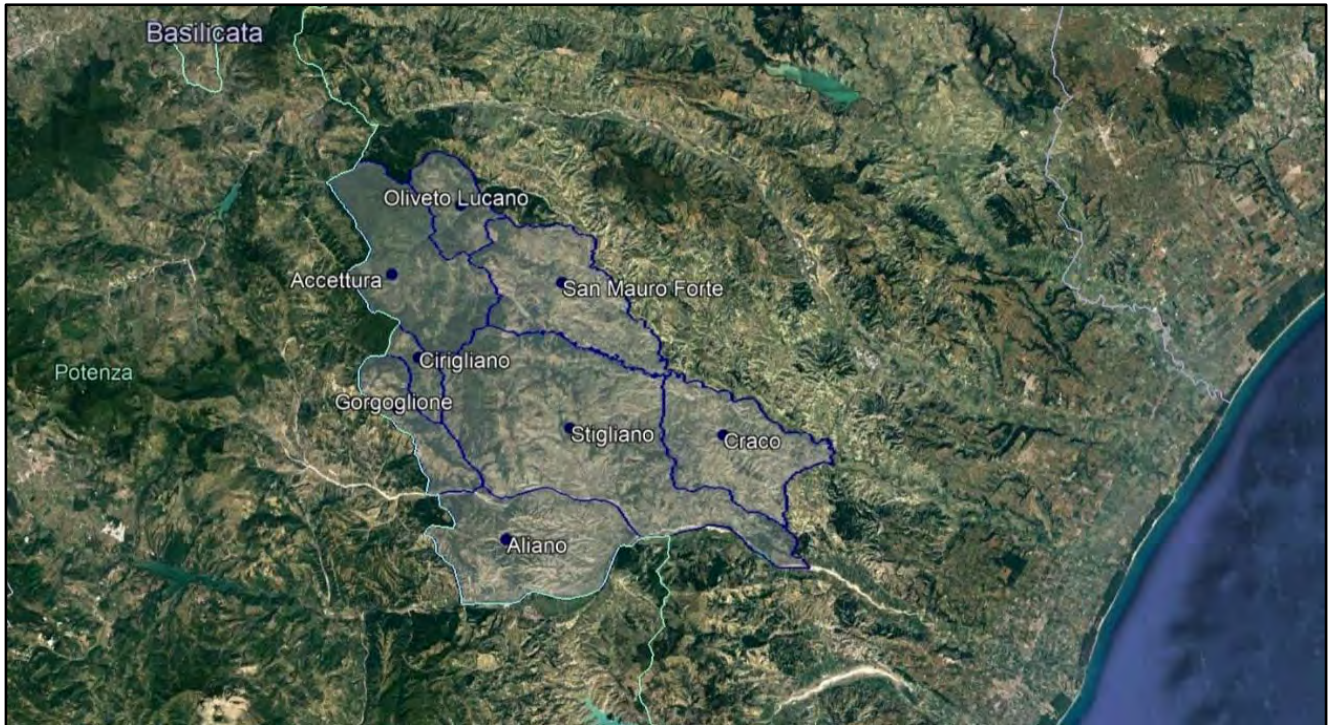 Basilicata
Oliveto Lucano
Accettura
San Mauro Forte
Cirigliano
Potenza
Gorgoglione
Stigliano
Craco
Aliano